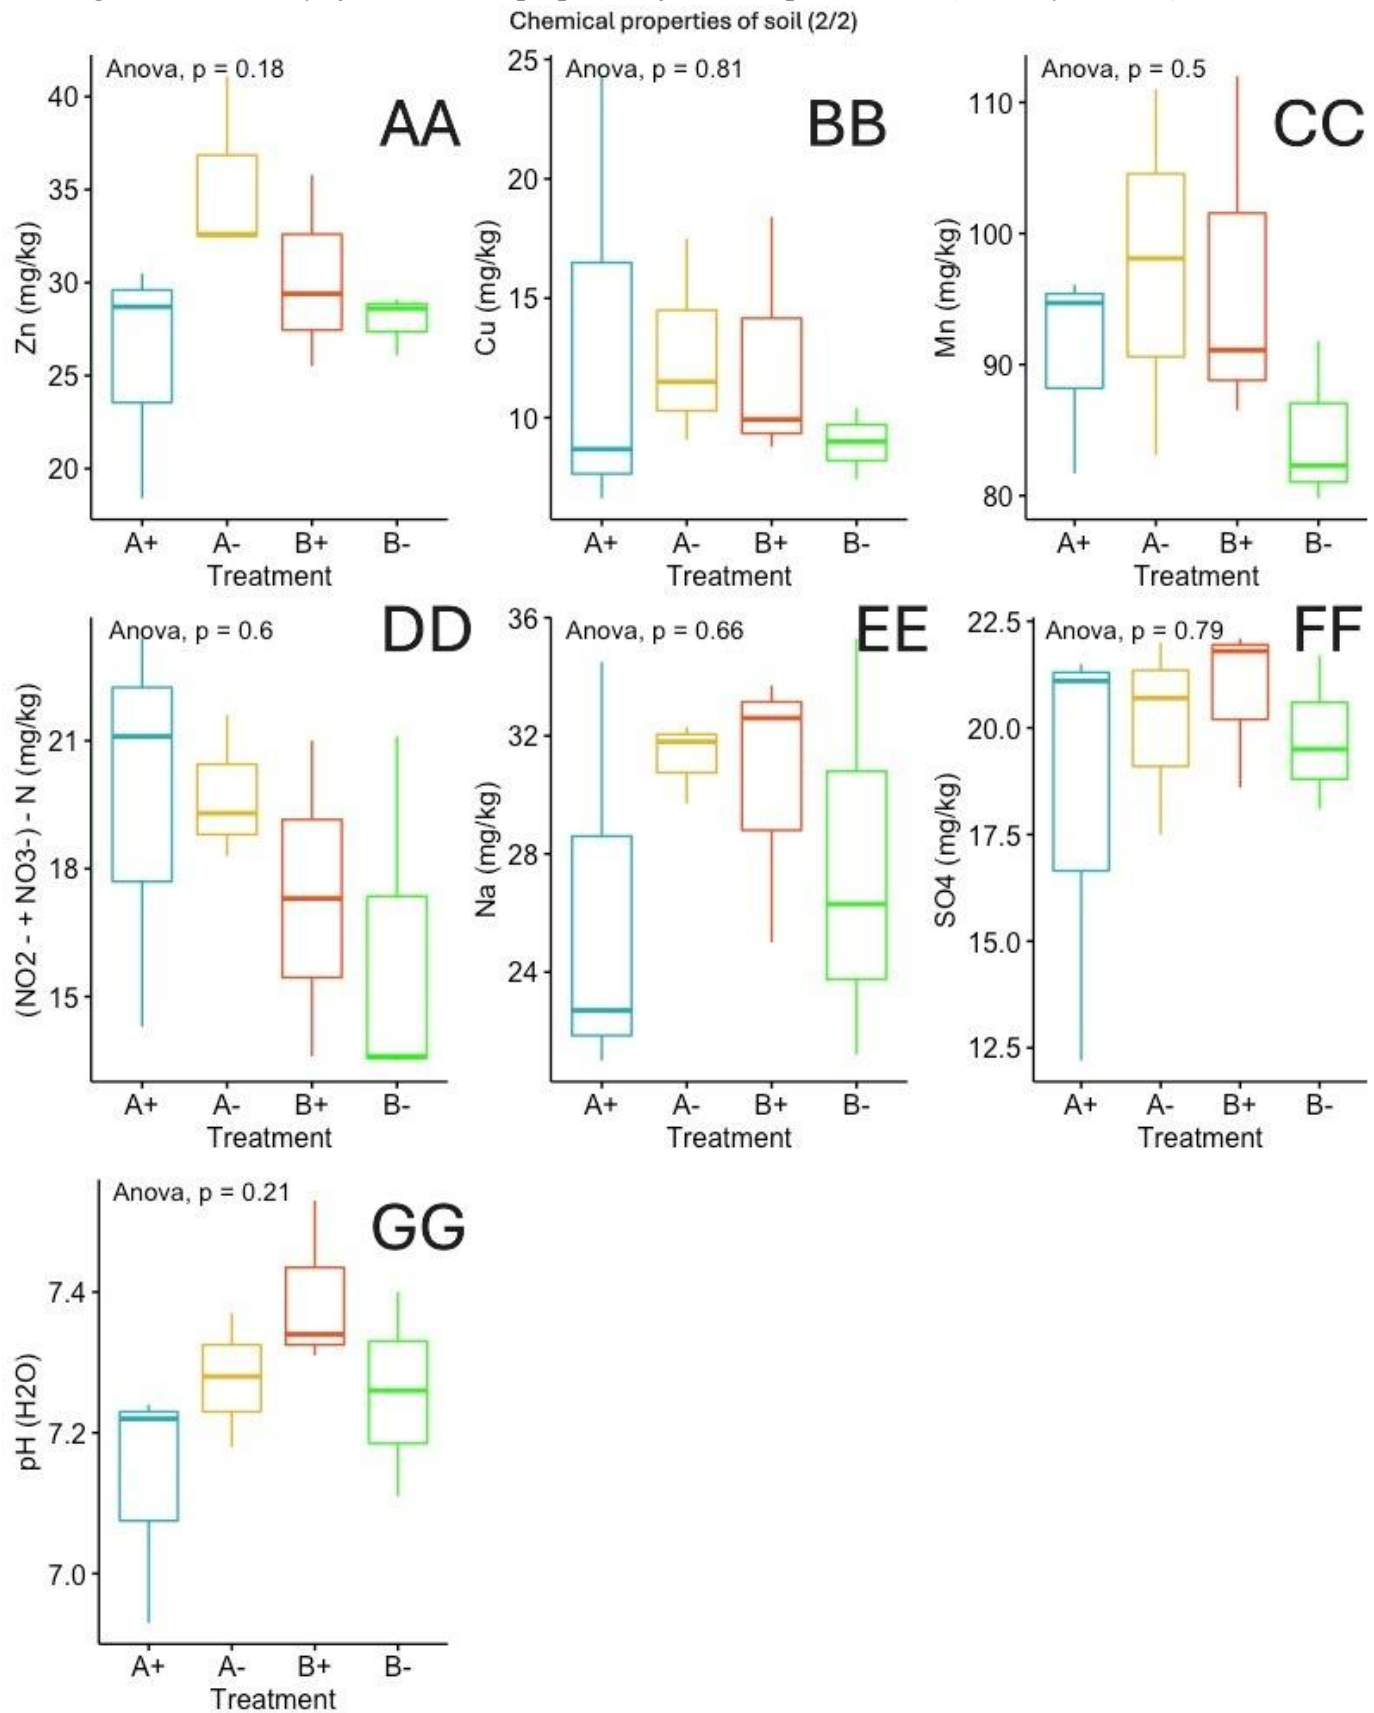 Chemical properties of soil (2/2)
Anova, p = 0.18
AA
Zn (mg/kg)
40
35
30
25
20
A+ A- B+ B-
Treatment
Anova, p = 0.81
BB
Cu (mg/kg)
25
20
15
10
A+ A- B+ B-
Treatment
Anova, p = 0.5
CC
Mn (mg/kg)
110
100
90
80
A+ A- B+ B-
Treatment
Anova, p = 0.6
DD
(NO2 - + NO3-) - N (mg/kg)
21
18
15
A+ A- B+ B-
Treatment
Anova, p = 0.66
EE
Na (mg/kg)
36
32
28
24
A+ A- B+ B-
Treatment
Anova, p = 0.79
FF
SO4 (mg/kg)
22.5
20.0
17.5
15.0
12.5
A+ A- B+ B-
Treatment
Anova, p = 0.21
GG
pH (H2O)
7.4
7.2
7.0
A+ A- B+ B-
Treatment